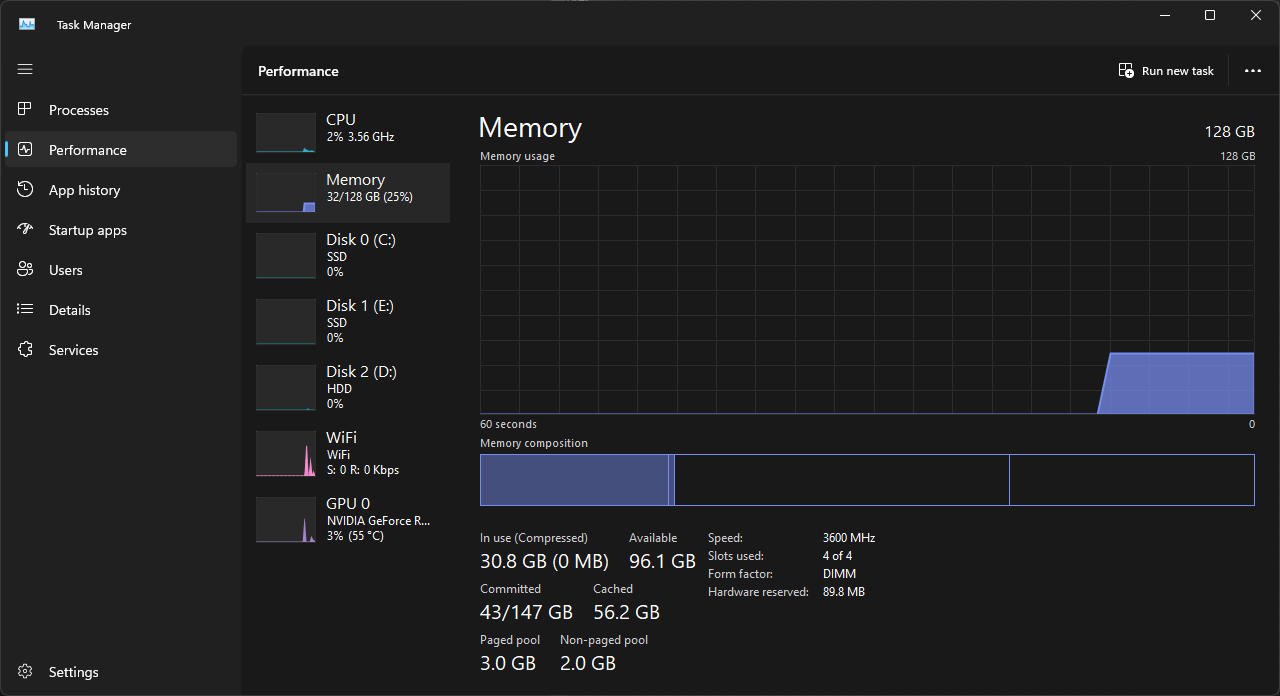 Task Manager
Performance
Run new task
Processes
Performance
App history
Startup apps
Users
Details
Services
Settings
CPU
2% 3.56 GHz
Memory
32/128 GB (25%)
Disk 0 (C:)
SSD
0%
Disk 1 (E:)
SSD
0%
Disk 2 (D:)
HDD
0%
WiFi
WiFi
S: 0 R: 0 Kbps
GPU 0
NVIDIA GeForce R...
3% (55 °C)
Memory 128 GB
Memory usage 128 GB
60 seconds 0
Memory composition
In use (Compressed) Available
30.8 GB (0 MB) 96.1 GB
Committed Cached
43/147 GB 56.2 GB
Paged pool Non-paged pool
3.0 GB 2.0 GB
Speed: 3600 MHz
Slots used: 4 of 4
Form factor: DIMM
Hardware reserved: 89.8 MB